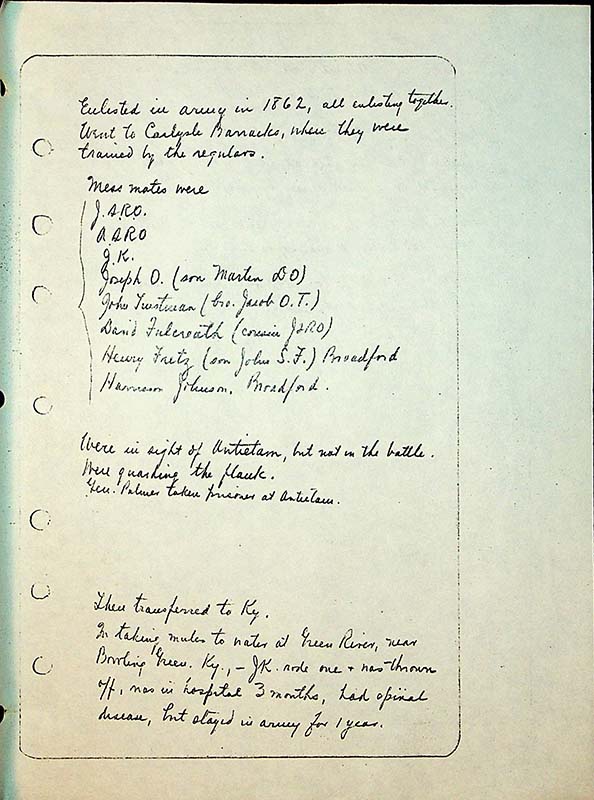 Enlisted in army in 1862, all enlisting together.
Went to Carlysle Barracks, where they were
trained by the regulars.
Mess mates were
J.S.R.O.
A.S.R.O
J.K.
Joseph O. (son Martin D O)
John Tinstman (bro. Jacob O.T.)
David (cousin JSRO)
Henry Fretz (son John S.F.) Broadford
Harrison Johnson, Broadford.
Were in sight of Antietam, but not in the battle.
Were guarding the flank.
Gen. Palmer taken prisoner at Antietam.
Then transferred to Ky.
In taking mules to water at Green River, near
Bowling Green. Ky., - JK. rode one + was thrown
off, was in hospital 3 months, had spinal
disease, but stayed in army for 1 year.